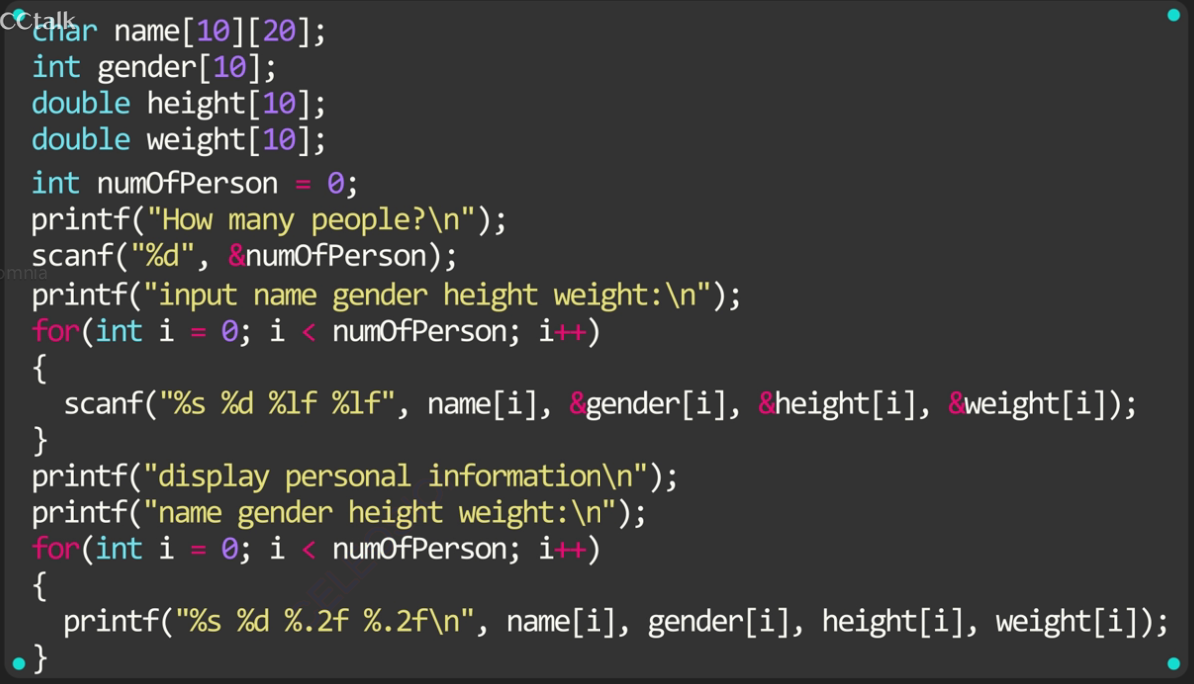 CCtalk
char name[10][20];
int gender[10];
double height[10];
double weight[10];
int numOfPerson = 0;
printf("How many people?\n");
scanf("%d", &numOfPerson);
omnia
printf("input name gender height weight:\n");
for(int i = 0; i < numOfPerson; i++)
{
  scanf("%s %d %lf %lf", name[i], &gender[i], &height[i], &weight[i]);
}
printf("display personal information\n");
printf("name gender height weight:\n");
for(int i = 0; i < numOfPerson; i++)
{
  printf("%s %d %.2f %.2f\n", name[i], gender[i], height[i], weight[i]);
}